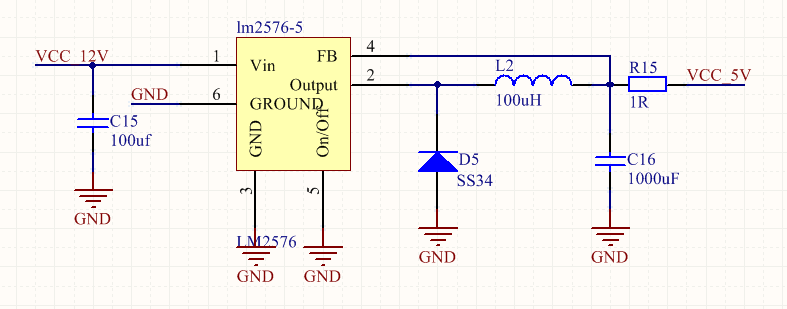 lm2576-5
VCC_12V
1
Vin
FB
4
L2
R15
VCC_5V
Output
2
GND
6
GROUND
100uH
1R
C15
100uf
GND
On/Off
D5
SS34
C16
1000uF
3
5
GND
LM2576
GND
GND
GND
GND